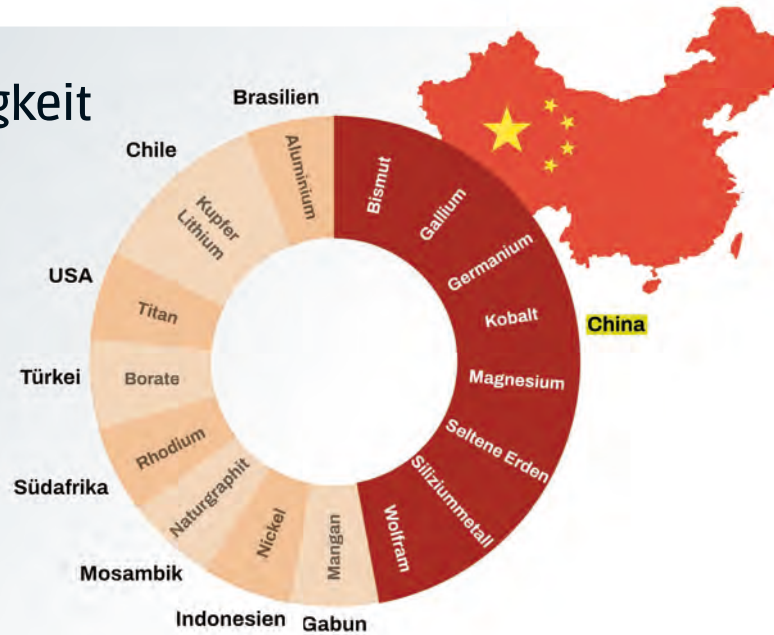 gkeit
Brasilien
Chile
USA
Türkei
Südafrika
Mosambik
Indonesien
Gabun
China
Aluminium
Kupfer
Lithium
Titan
Borate
Rhodium
Naturgraphit
Nickel
Mangan
Bismut
Gallium
Germanium
Kobalt
Magnesium
Seltene Erden
Siliziummetall
Wolfram